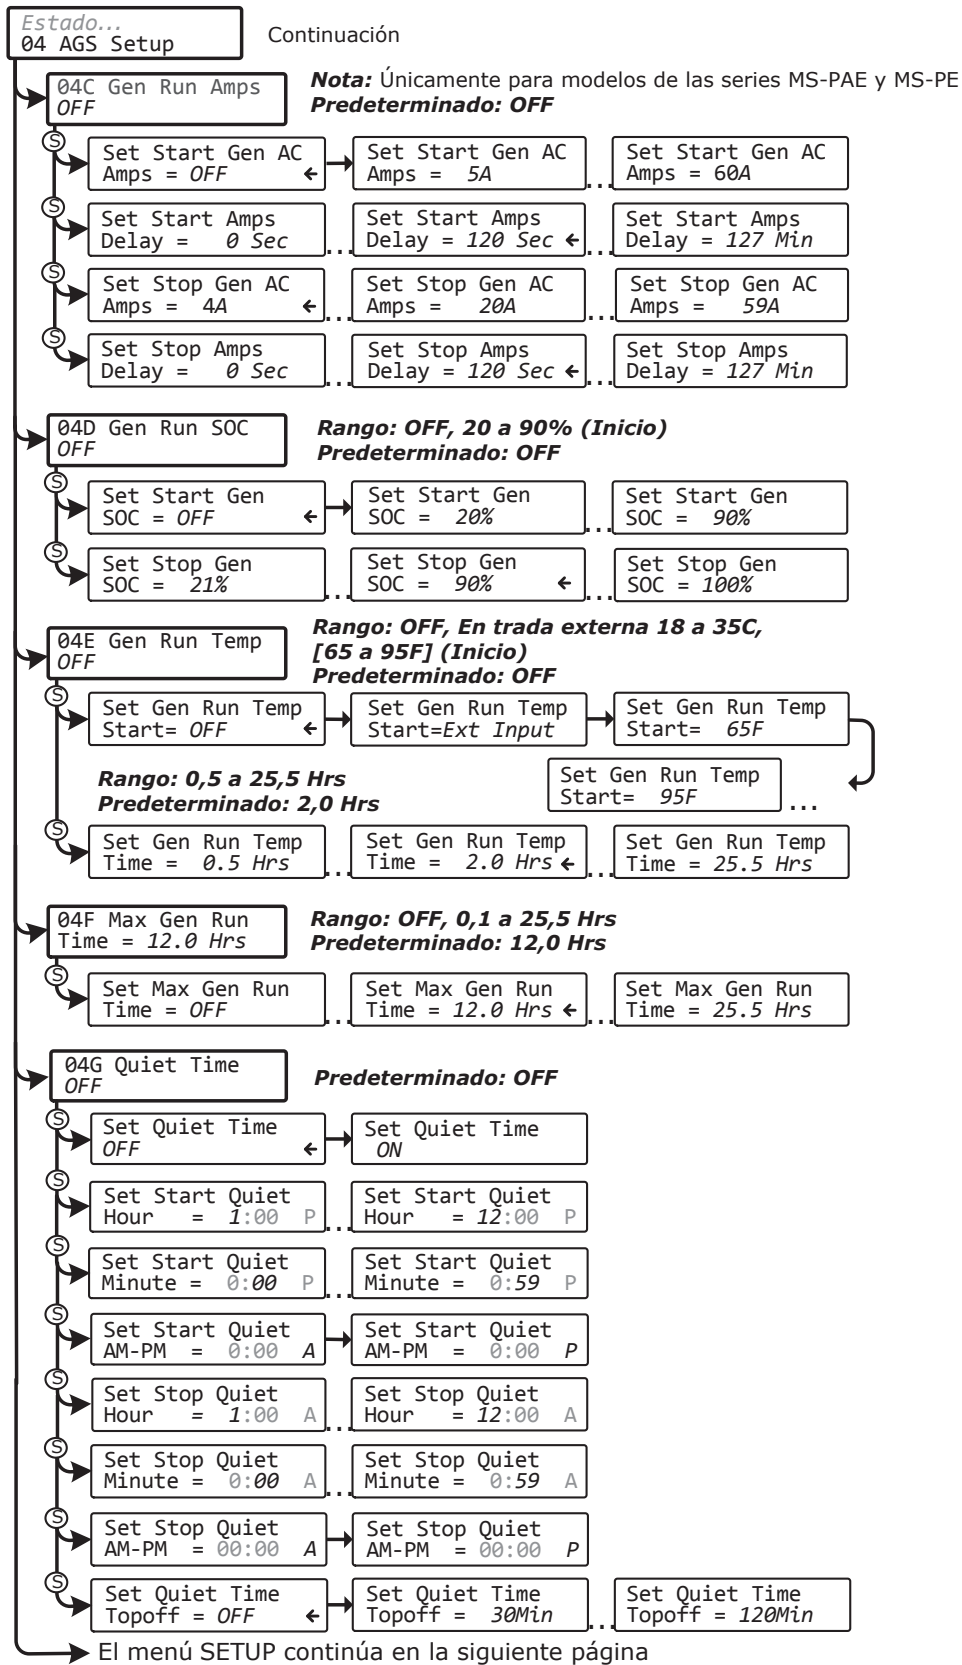 Estado...
04 AGS Setup
Continuación
04C Gen Run Amps
OFF
Nota: Únicamente para modelos de las series MS-PAE y MS-PE
Predeterminado: OFF
S
Set Start Gen AC
Amps = OFF ←
Set Start Gen AC
Amps = 5A
...
Set Start Gen AC
Amps = 60A
S
Set Start Amps
Delay = 0 Sec
...
Set Start Amps
Delay = 120 Sec ←
...
Set Start Amps
Delay = 127 Min
S
Set Stop Gen AC
Amps = 4A ←
...
Set Stop Gen AC
Amps = 20A
...
Set Stop Gen AC
Amps = 59A
S
Set Stop Amps
Delay = 0 Sec
...
Set Stop Amps
Delay = 120 Sec ←
...
Set Stop Amps
Delay = 127 Min
04D Gen Run SOC
OFF
Rango: OFF, 20 a 90% (Inicio)
Predeterminado: OFF
S
Set Start Gen
SOC = OFF ←
Set Start Gen
SOC = 20%
...
Set Start Gen
SOC = 90%
S
Set Stop Gen
SOC = 21%
...
Set Stop Gen
SOC = 90% ←
...
Set Stop Gen
SOC = 100%
04E Gen Run Temp
OFF
Rango: OFF, En trada externa 18 a 35C,
[65 a 95F] (Inicio)
Predeterminado: OFF
S
Set Gen Run Temp
Start= OFF ←
Set Gen Run Temp
Start=Ext Input
Set Gen Run Temp
Start= 65F
Set Gen Run Temp
Start= 95F
...
Rango: 0,5 a 25,5 Hrs
Predeterminado: 2,0 Hrs
S
Set Gen Run Temp
Time = 0.5 Hrs
...
Set Gen Run Temp
Time = 2.0 Hrs ←
...
Set Gen Run Temp
Time = 25.5 Hrs
04F Max Gen Run
Time = 12.0 Hrs
Rango: OFF, 0,1 a 25,5 Hrs
Predeterminado: 12,0 Hrs
S
Set Max Gen Run
Time = OFF
...
Set Max Gen Run
Time = 12.0 Hrs ←
...
Set Max Gen Run
Time = 25.5 Hrs
04G Quiet Time
OFF
Predeterminado: OFF
S
Set Quiet Time
OFF ←
Set Quiet Time
ON
S
Set Start Quiet
Hour = 1:00 P
...
Set Start Quiet
Hour = 12:00 P
S
Set Start Quiet
Minute = 0:00 P
...
Set Start Quiet
Minute = 0:59 P
S
Set Start Quiet
AM-PM = 0:00 A
Set Start Quiet
AM-PM = 0:00 P
S
Set Stop Quiet
Hour = 1:00 A
...
Set Stop Quiet
Hour = 12:00 A
S
Set Stop Quiet
Minute = 0:00 A
...
Set Stop Quiet
Minute = 0:59 A
S
Set Stop Quiet
AM-PM = 00:00 A
Set Stop Quiet
AM-PM = 00:00 P
S
Set Quiet Time
Topoff = OFF ←
Set Quiet Time
Topoff = 30Min
...
Set Quiet Time
Topoff = 120Min
El menú SETUP continúa en la siguiente página